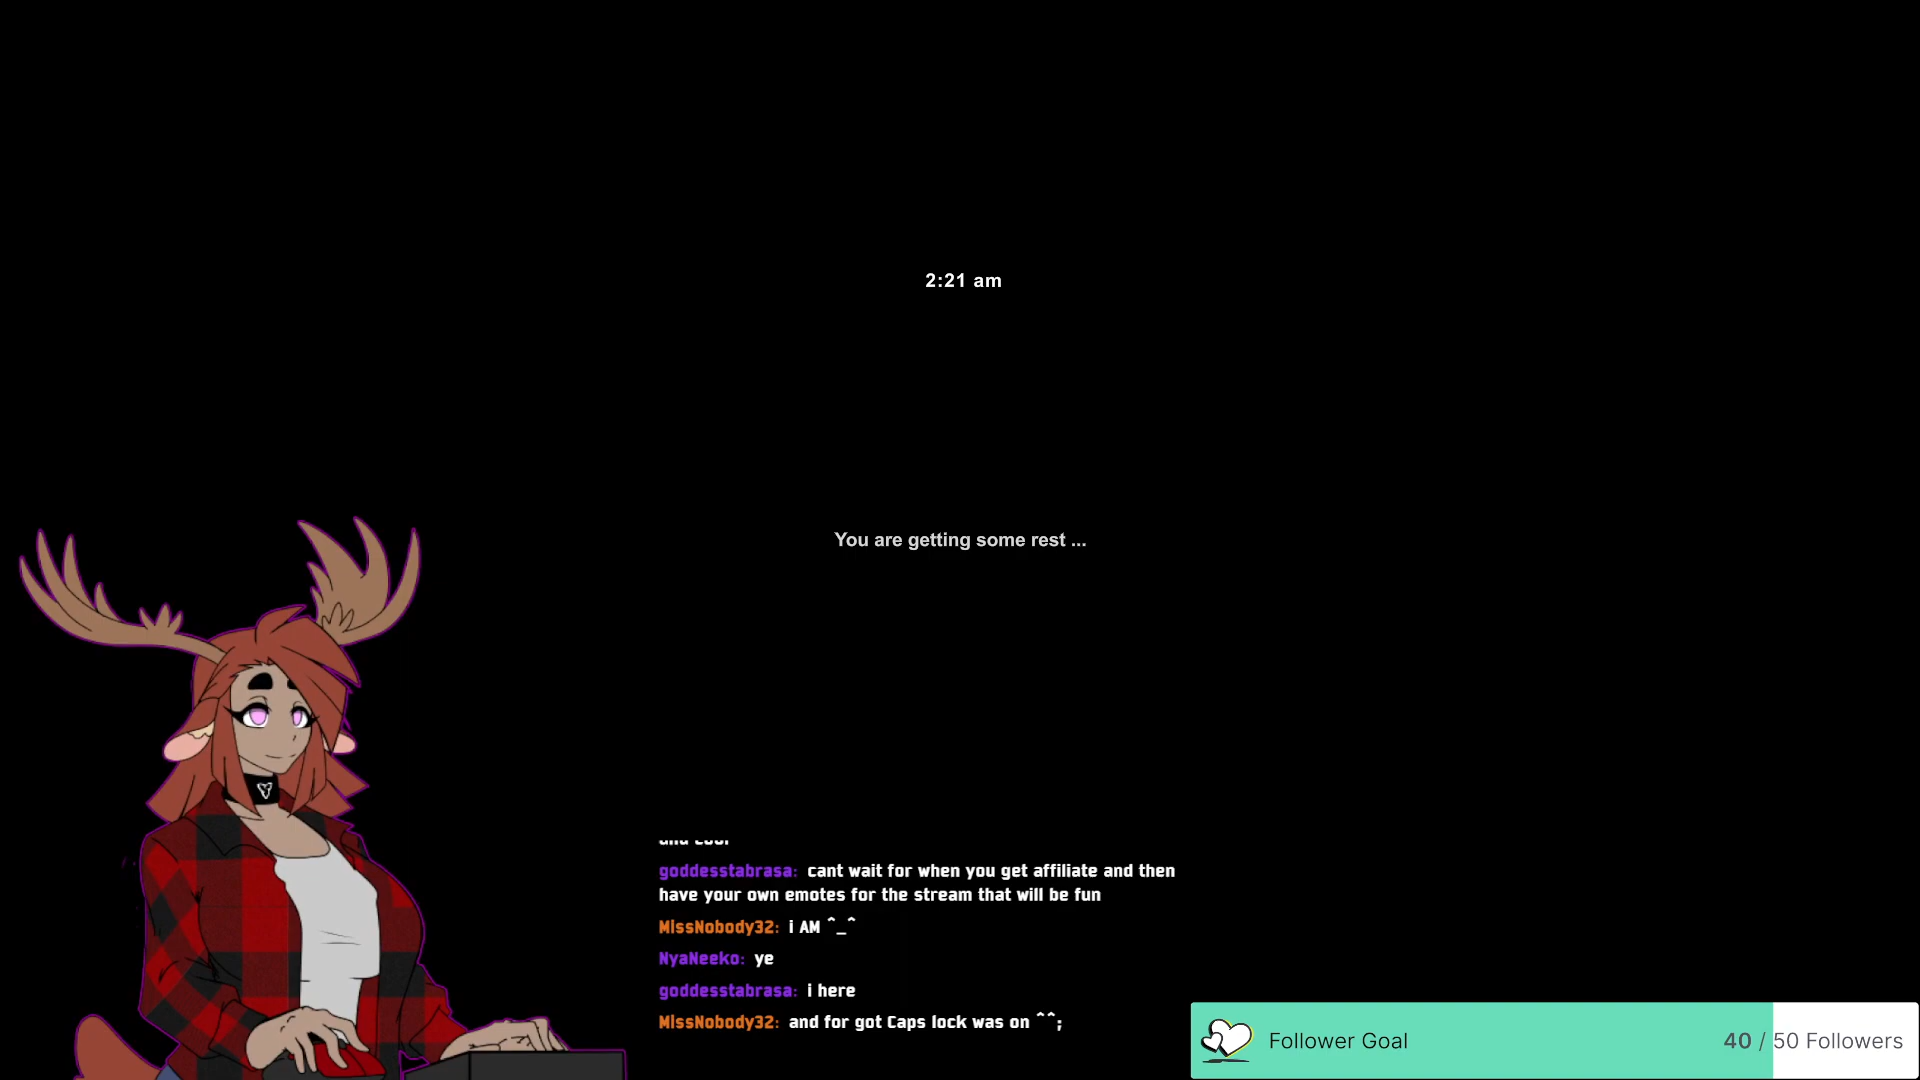 2:21 am
You are getting some rest ...
goddesstabrasa: cant wait for when you get affiliate and then
have your own emotes for the stream that will be fun
MissNobody32: i AM ^_^
NyaNeeko: ye
goddesstabrasa: i here
MissNobody32: and for got Caps lock was on ^^;
Follower Goal
40 / 50 Followers